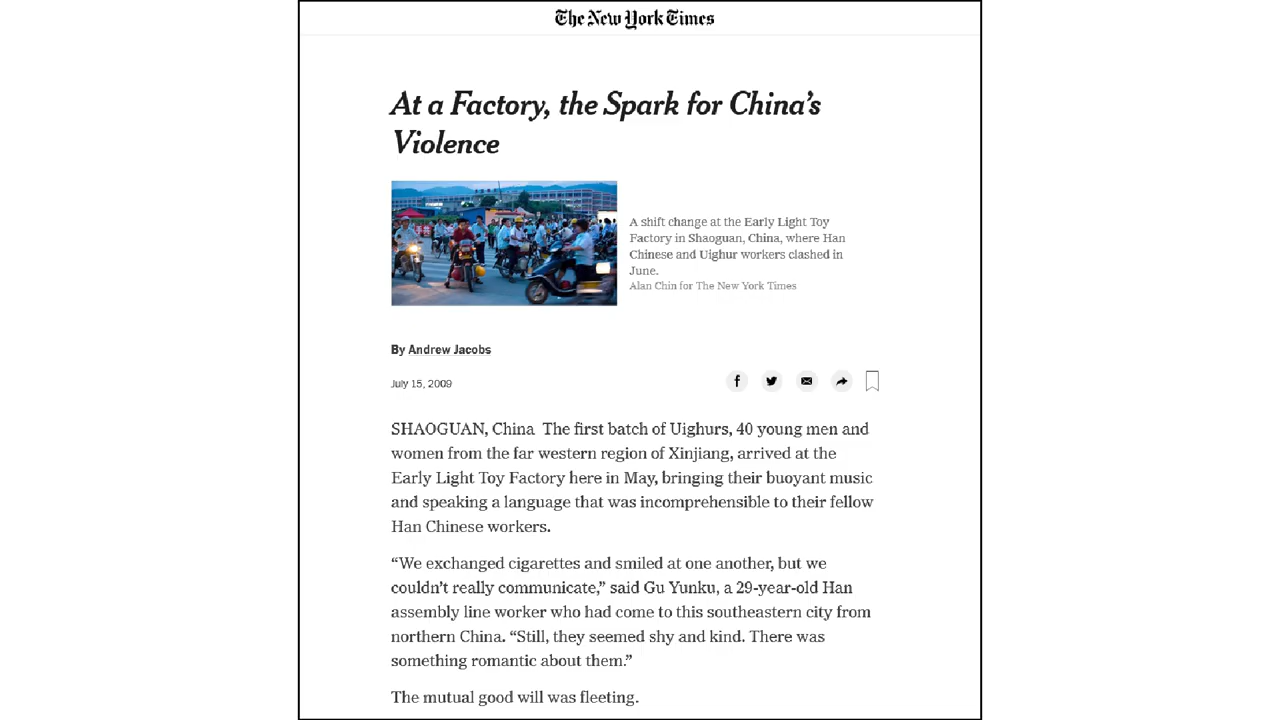 The New York Times
At a Factory, the Spark for China's
Violence
A shift change at the Early Light Toy
Factory in Shaoguan, China, where Han
Chinese and Uighur workers clashed in
June.
Alan Chin for The New York Times
By Andrew Jacobs
July 15, 2009
SHAOGUAN, China  The first batch of Uighurs, 40 young men and
women from the far western region of Xinjiang, arrived at the
Early Light Toy Factory here in May, bringing their buoyant music
and speaking a language that was incomprehensible to their fellow
Han Chinese workers.
“We exchanged cigarettes and smiled at one another, but we
couldn’t really communicate,” said Gu Yunku, a 29-year-old Han
assembly line worker who had come to this southeastern city from
northern China. “Still, they seemed shy and kind. There was
something romantic about them.”
The mutual good will was fleeting.